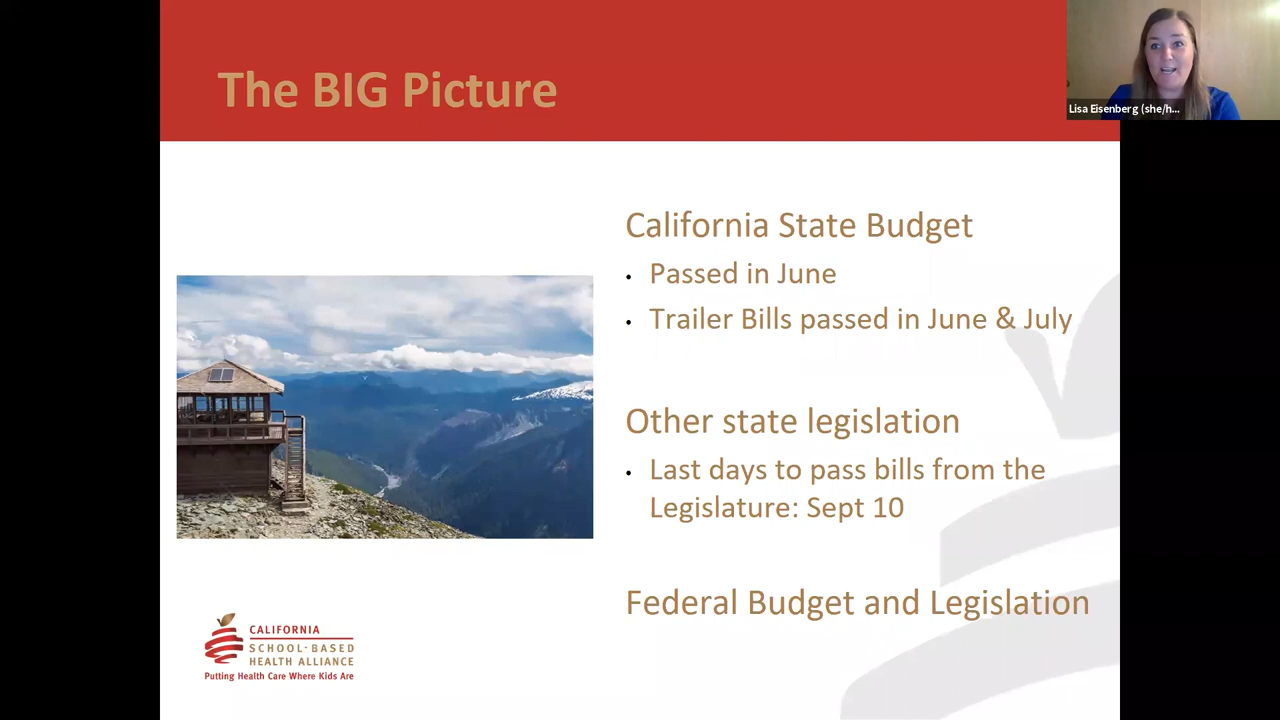 The BIG Picture
Lisa Eisenberg (she/h...
California State Budget
• Passed in June
• Trailer Bills passed in June & July
Other state legislation
• Last days to pass bills from the
Legislature: Sept 10
Federal Budget and Legislation
CALIFORNIA
SCHOOL-BASED
HEALTH ALLIANCE
Putting Health Care Where Kids Are